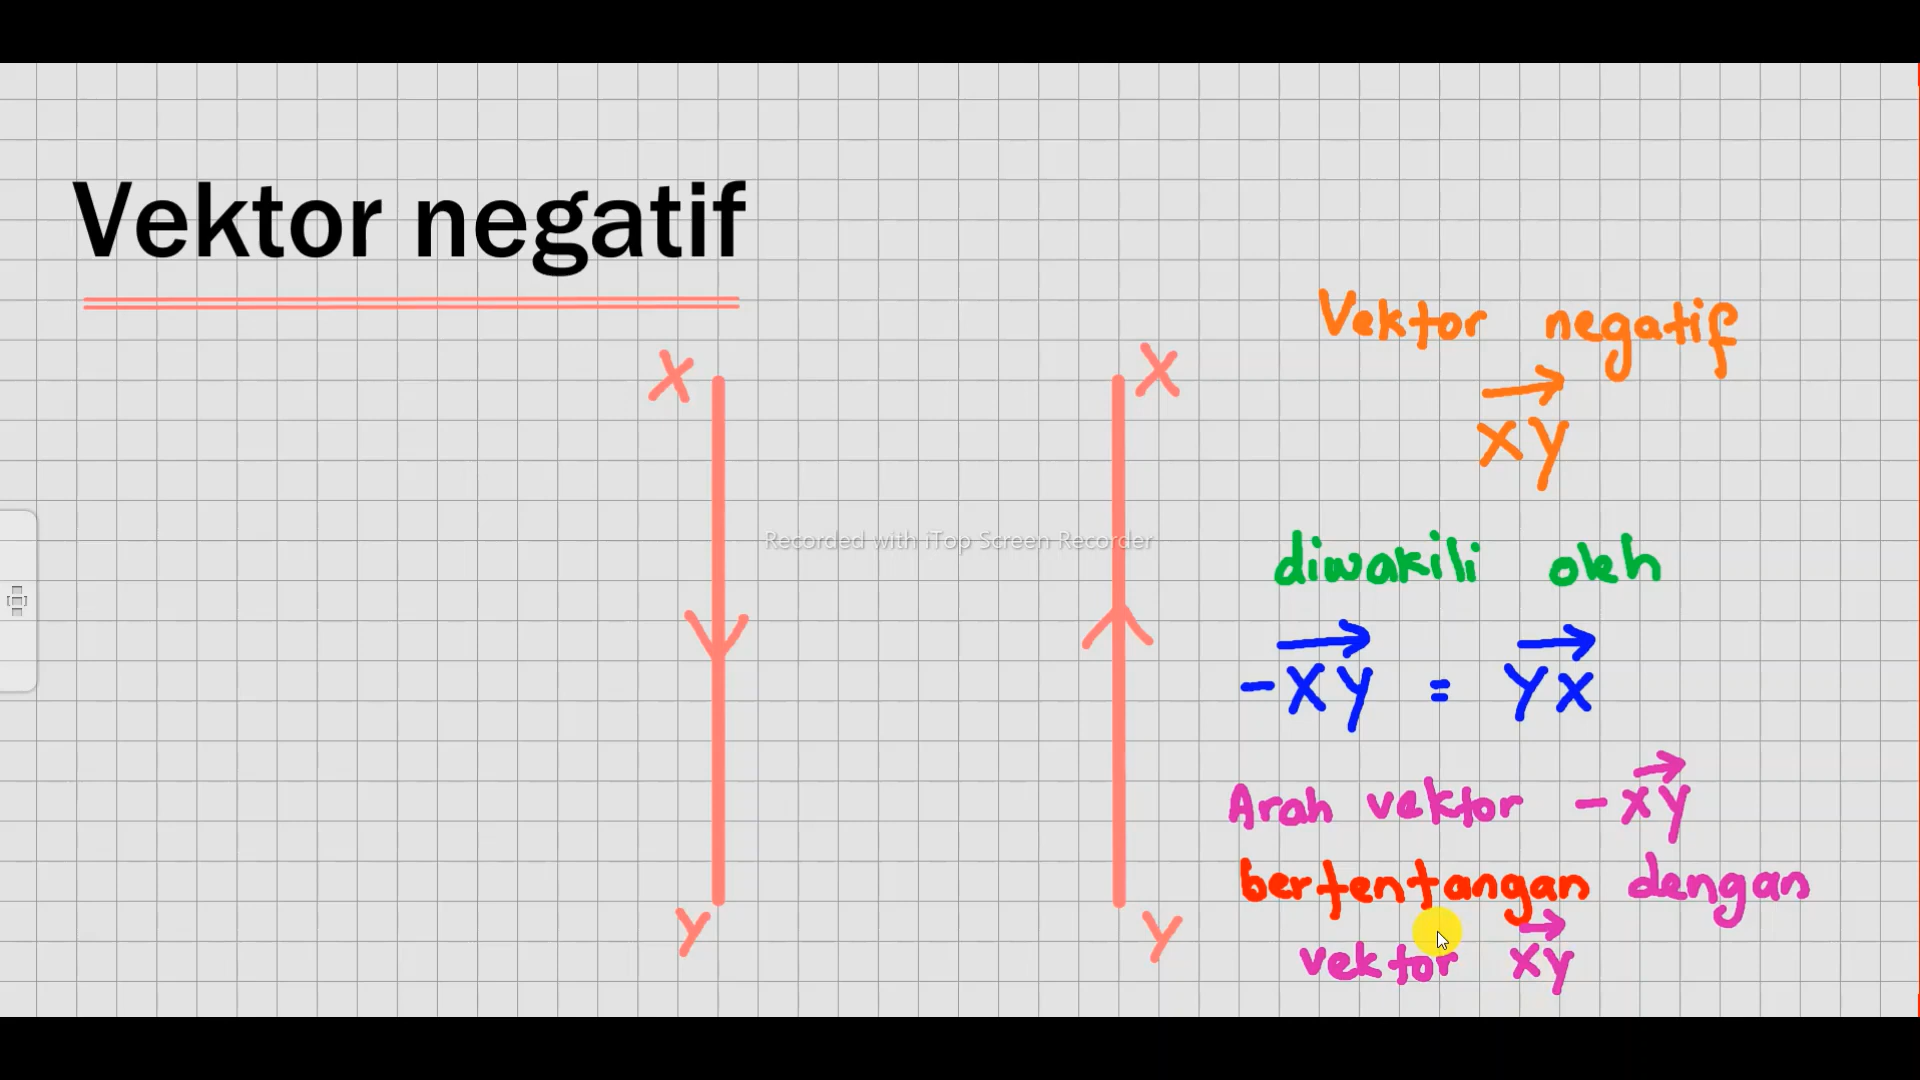 Vektor negatif
X
X
Vektor negatif
XY
Recorded with iTop Screen Recorder
diwakili oleh
-XY = YX
Arah vektor -XY
bertentangan dengan
vektor XY
Y
Y